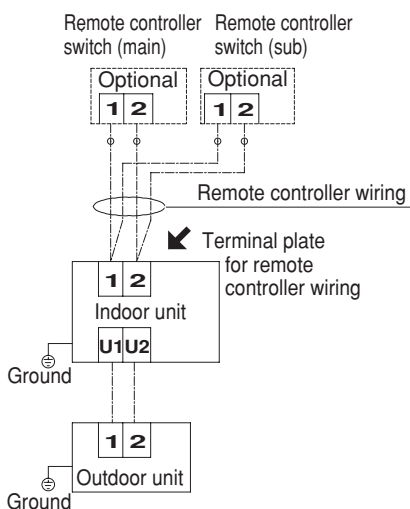 Remote controller
switch (main)
Remote controller
switch (sub)
Optional
1 2
Optional
1 2
Remote controller wiring
Terminal plate
for remote
controller wiring
1 2
Indoor unit
U1 U2
Ground
1 2
Outdoor unit
Ground